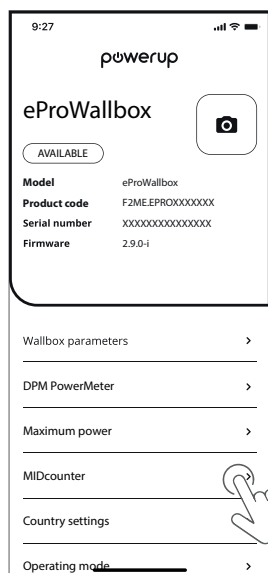 9:27
powerup
eProWallbox
AVAILABLE
Model eProWallbox
Product code F2ME.EPROXXXXXXX
Serial number XXXXXXXXXXXXXXX
Firmware 2.9.0-i
Wallbox parameters
DPM PowerMeter
Maximum power
MIDcounter
Country settings
Operating mode